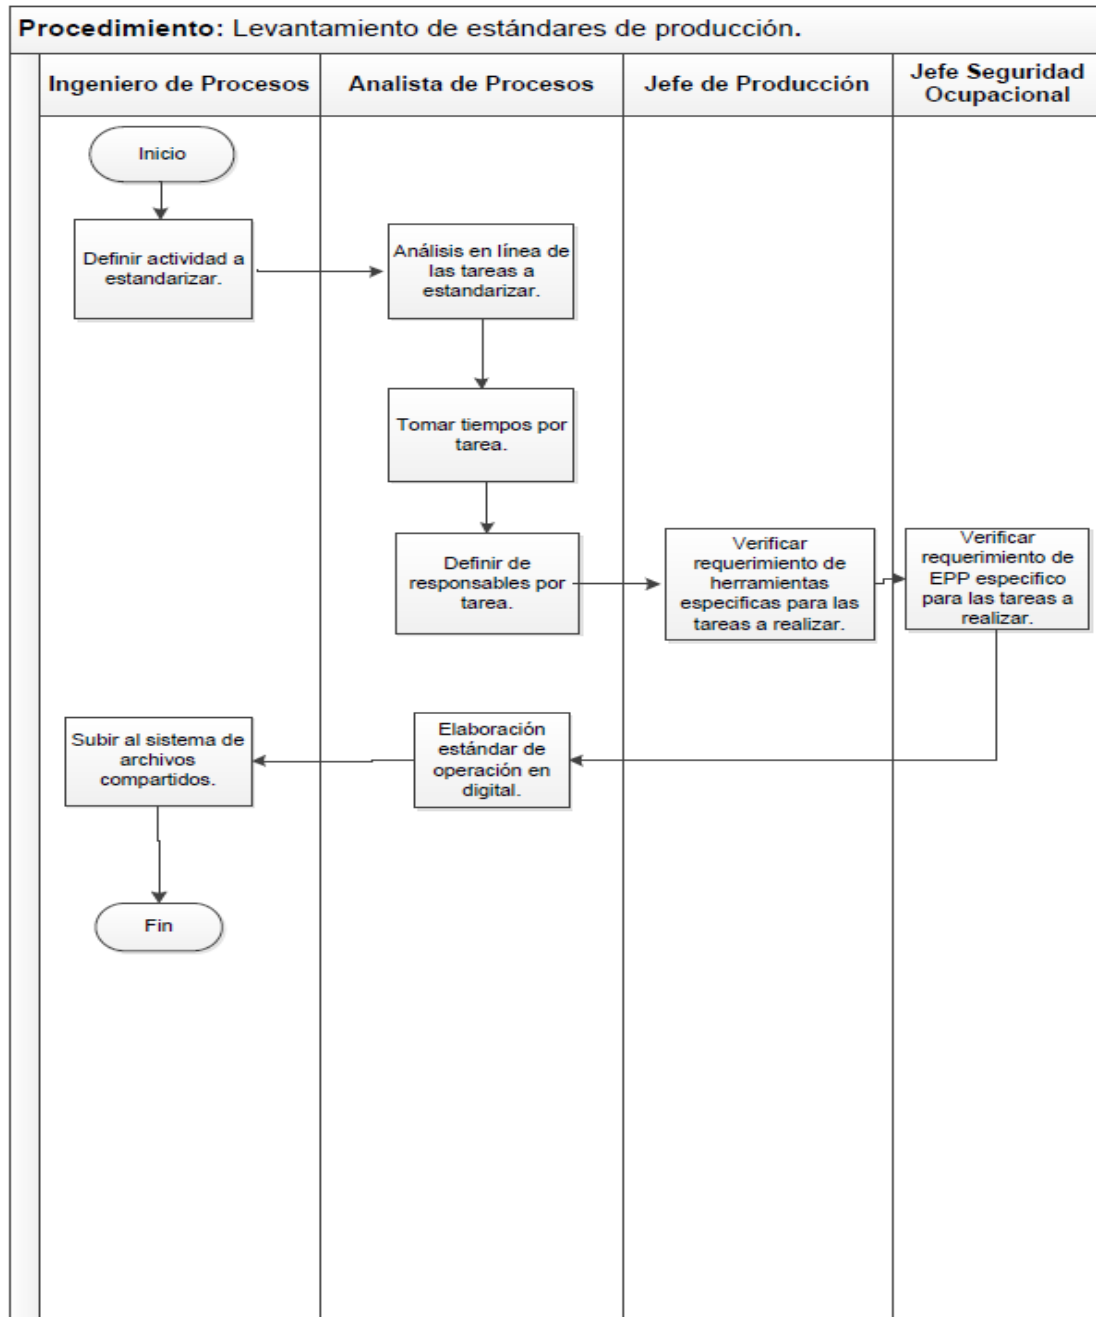 Procedimiento: Levantamiento de estándares de producción.
Ingeniero de Procesos
Analista de Procesos
Jefe de Producción
Jefe Seguridad
Ocupacional
Inicio
Definir actividad a
estandarizar.
Análisis en línea de
las tareas a
estandarizar.
Tomar tiempos por
tarea.
Definir de
responsables por
tarea.
Verificar
requerimiento de
herramientas
especificas para las
tareas a realizar.
Verificar
requerimiento de
EPP especifico
para las tareas a
realizar.
Elaboración
estándar de
operación en
digital.
Subir al sistema de
archivos
compartidos.
Fin